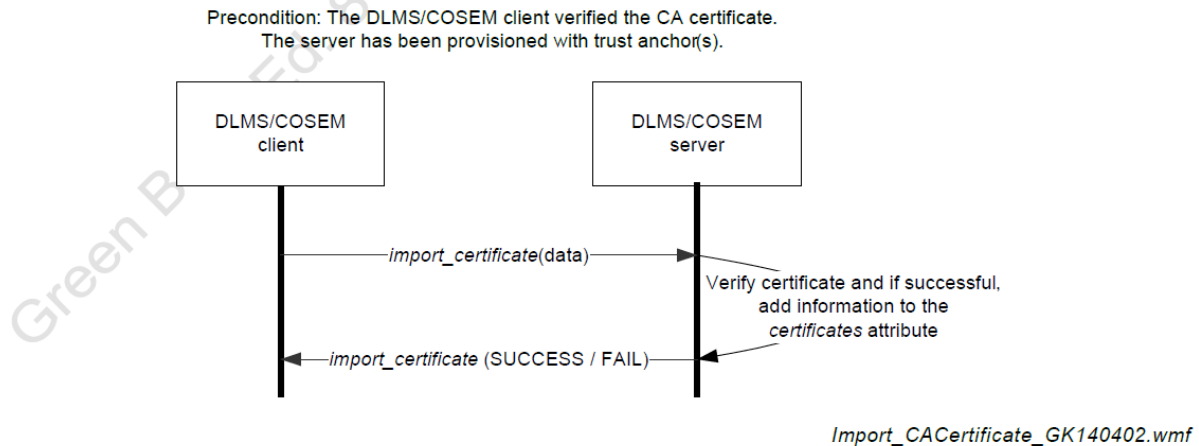 Precondition: The DLMS/COSEM client verified the CA certificate.
The server has been provisioned with trust anchor(s).
DLMS/COSEM
client
DLMS/COSEM
server
import_certificate(data)
Verify certificate and if successful,
add information to the
certificates attribute
import_certificate (SUCCESS / FAIL)
Import_CACertificate_GK140402.wmf
Green B
Ed.